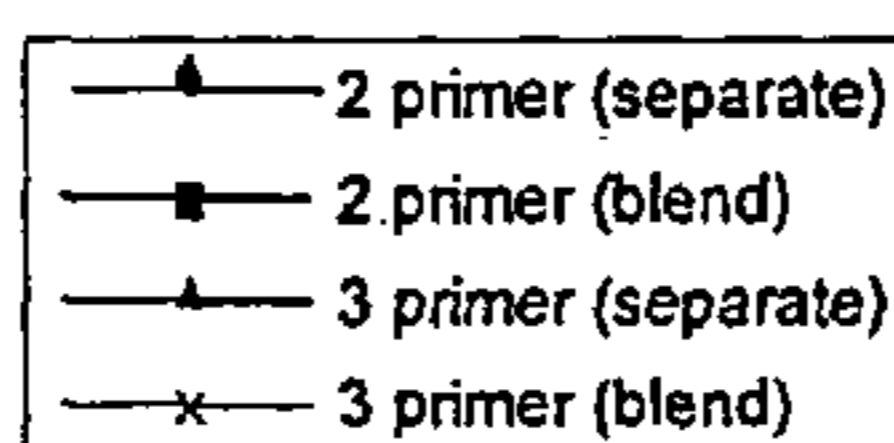 2 primer (separate)
2 primer (blend)
3 primer (separate)
3 primer (blend)